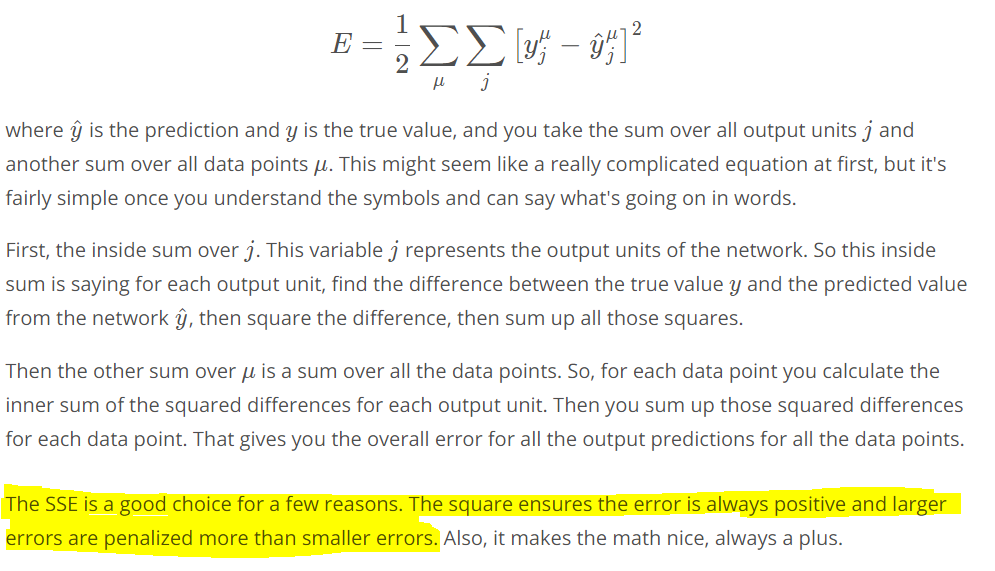 E = \frac{1}{2} \sum_{\mu} \sum_{j} [y_j^{\mu} - \hat{y}_j^{\mu}]^2
where ŷ is the prediction and y is the true value, and you take the sum over all output units j and
another sum over all data points μ. This might seem like a really complicated equation at first, but it's
fairly simple once you understand the symbols and can say what's going on in words.
First, the inside sum over j. This variable j represents the output units of the network. So this inside
sum is saying for each output unit, find the difference between the true value y and the predicted value
from the network ŷ, then square the difference, then sum up all those squares.
Then the other sum over μ is a sum over all the data points. So, for each data point you calculate the
inner sum of the squared differences for each output unit. Then you sum up those squared differences
for each data point. That gives you the overall error for all the output predictions for all the data points.
The SSE is a good choice for a few reasons. The square ensures the error is always positive and larger
errors are penalized more than smaller errors. Also, it makes the math nice, always a plus.